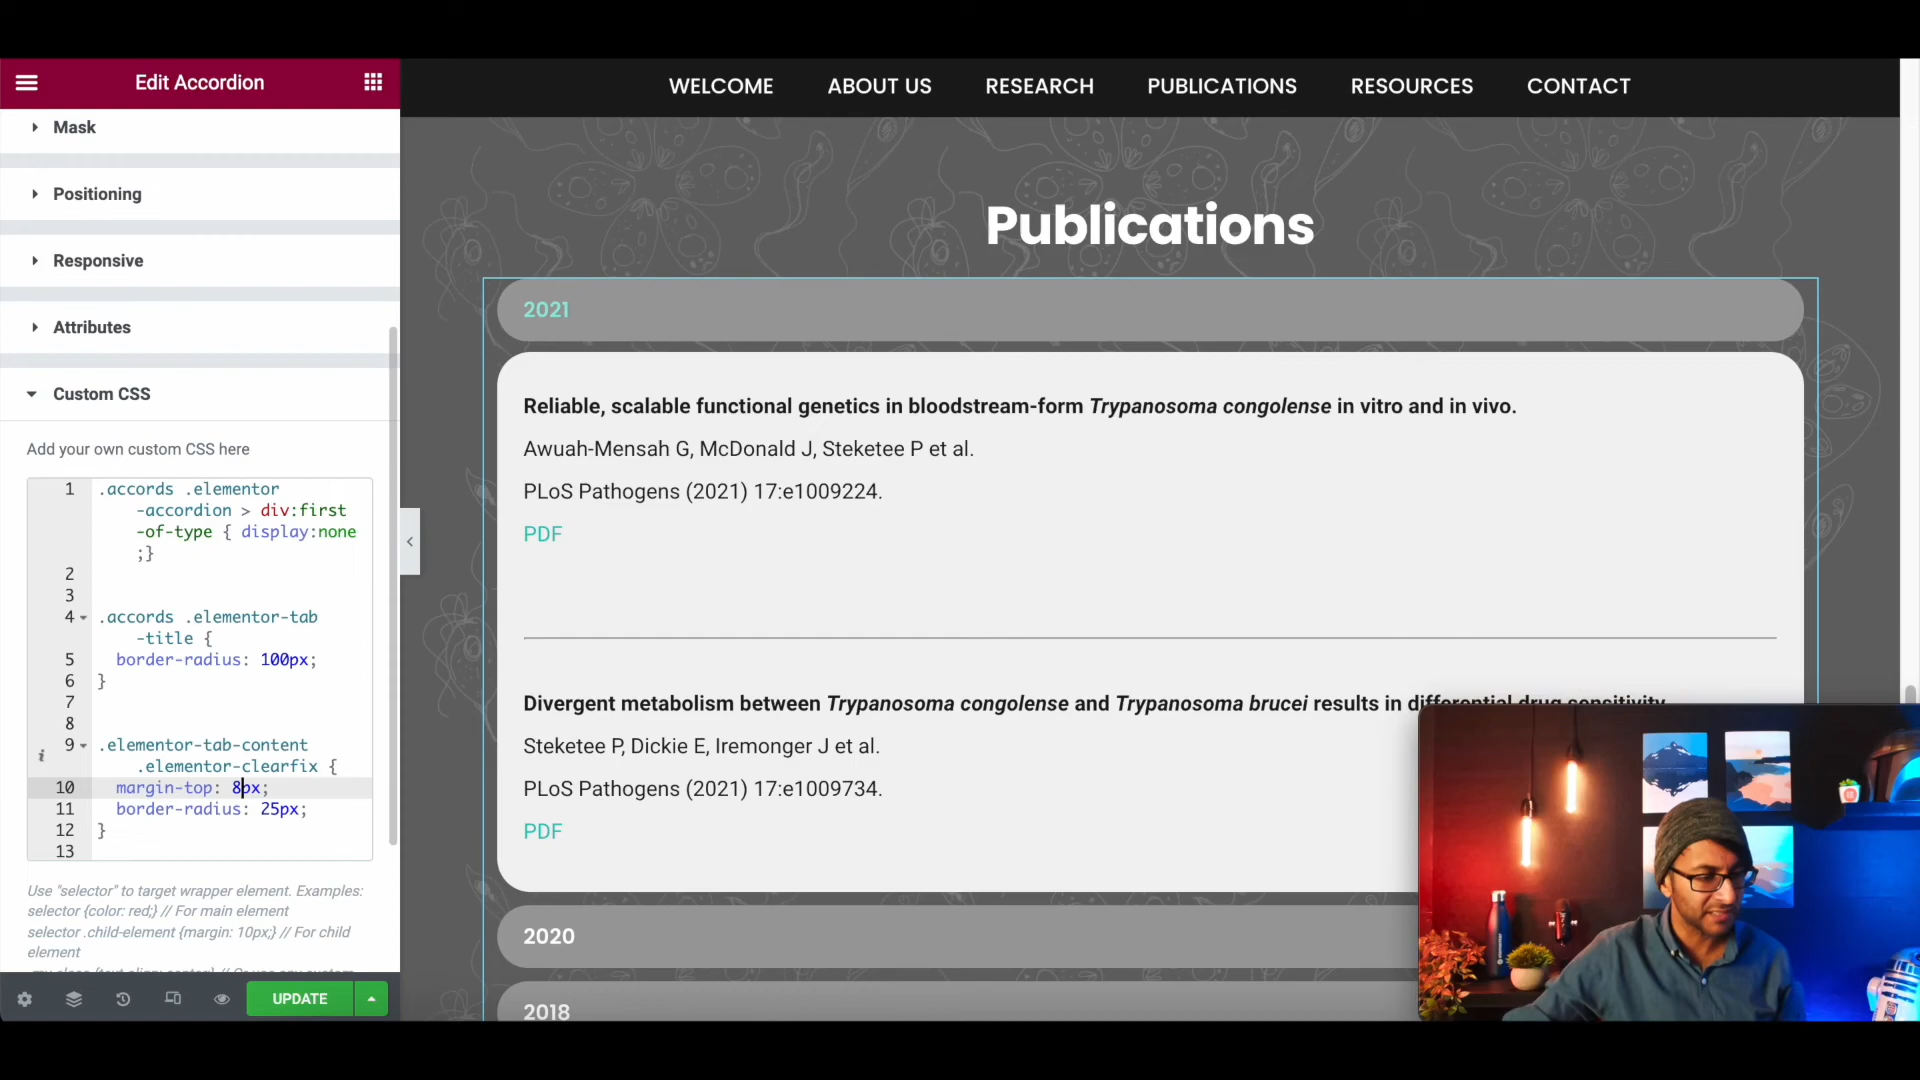 Edit Accordion
WELCOME ABOUT US RESEARCH PUBLICATIONS RESOURCES CONTACT
Mask
Positioning
Responsive
Attributes
Custom CSS
Add your own custom CSS here
1 .accords .elementor
-accordion > div:first
-of-type { display:none
;}
2
3
4 .accords .elementor-tab
-title {
5 border-radius: 100px;
6 }
7
8
9 .elementor-tab-content
.elementor-clearfix {
10 margin-top: 8px;
11 border-radius: 25px;
12 }
13
Use "selector" to target wrapper element. Examples:
selector {color: red;} // For main element
selector .child-element {margin: 10px;} // For child
element
UPDATE
Publications
2021
Reliable, scalable functional genetics in bloodstream-form Trypanosoma congolense in vitro and in vivo.
Awuah-Mensah G, McDonald J, Steketee P et al.
PLoS Pathogens (2021) 17:e1009224.
PDF
Divergent metabolism between Trypanosoma congolense and Trypanosoma brucei results in differential drug sensitivity
Steketee P, Dickie E, Iremonger J et al.
PLoS Pathogens (2021) 17:e1009734.
PDF
2020
2018